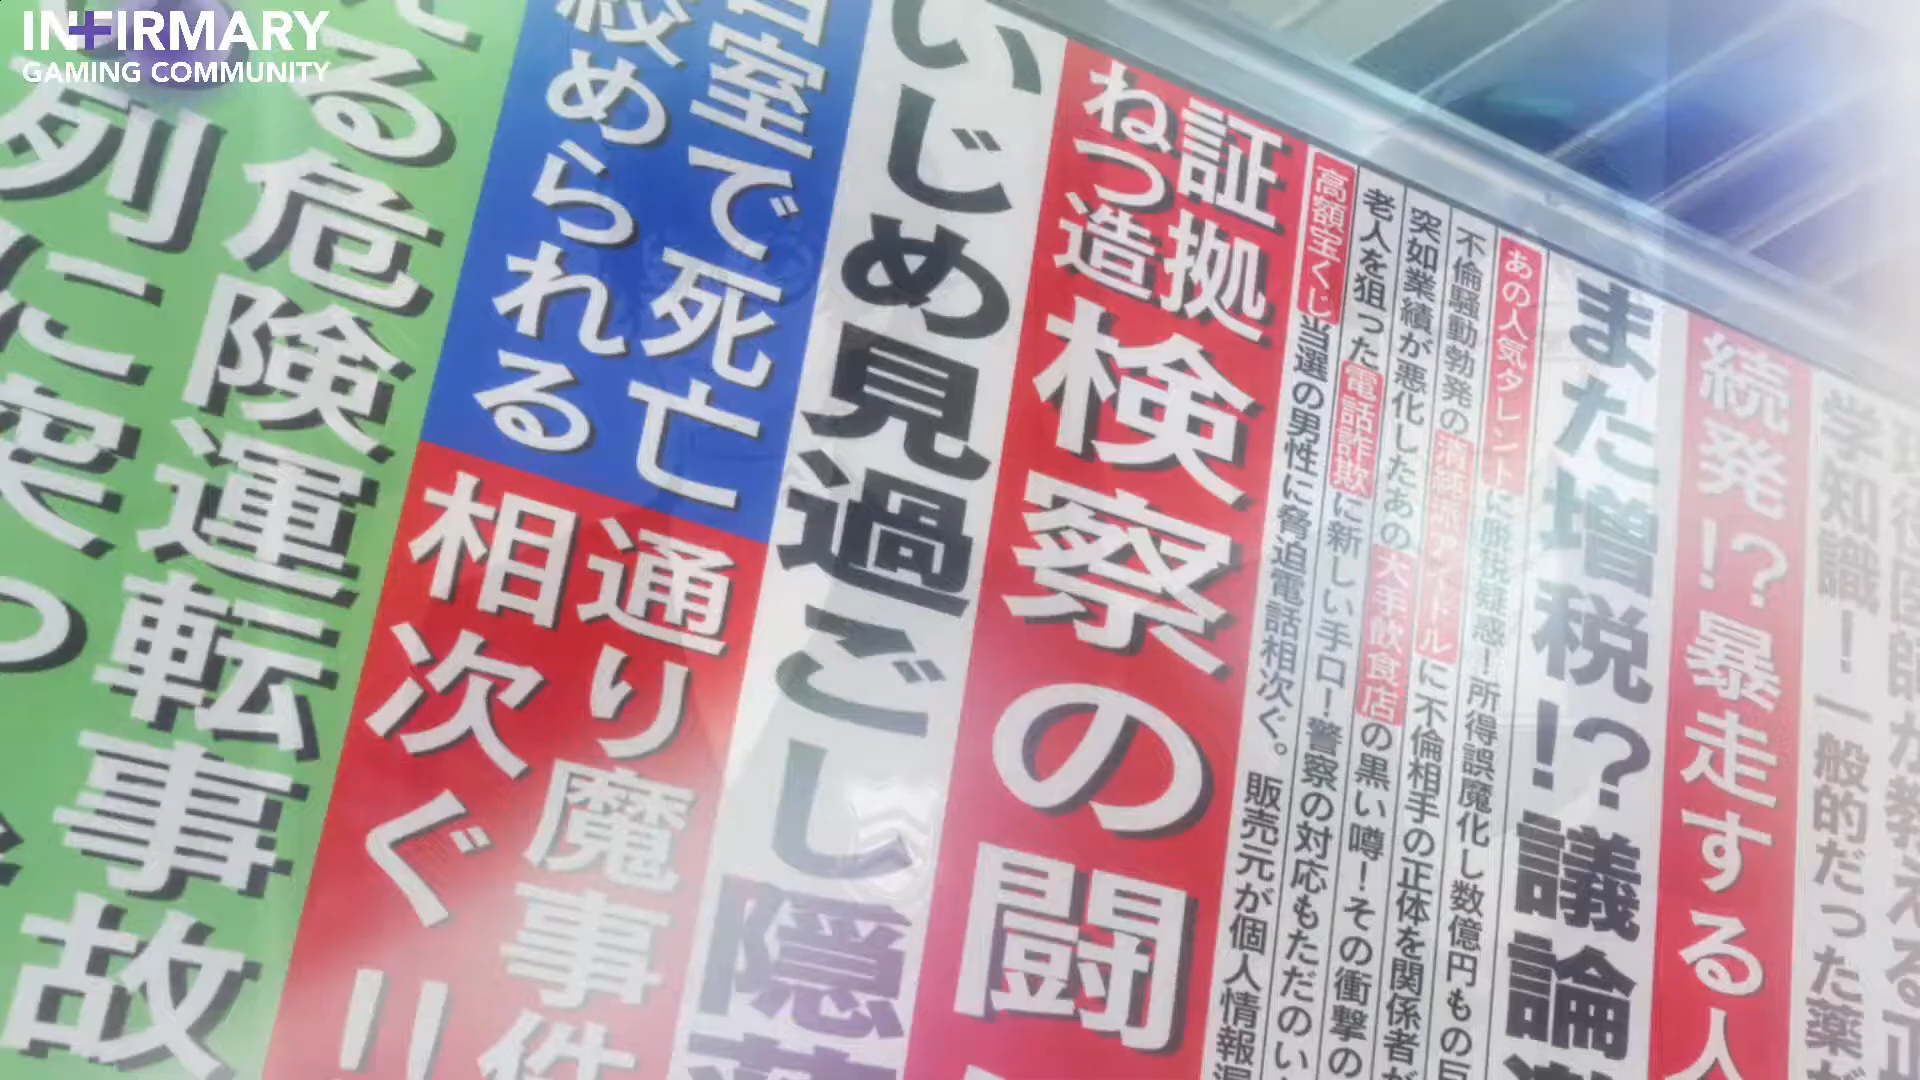 INFIRMARY
GAMING COMMUNITY
学知識!一般的だった薬が
続発!?暴走する人
また増税!?議論
あの人気タレントに脱税疑惑!所得誤魔化し数億円もの巨
不倫騒動勃発の清純派アイドルに不倫相手の正体を関係者が
突如業績が悪化したあの大手飲食店の黒い噂!その衝撃の
老人を狙った電話詐欺に新しい手口!警察の対応もただのい
高額宝くじ当選の男性に脅迫電話相次ぐ。販売元が個人情報漏
証拠
ねつ造
検察の闇
いじめ見過ごし隠蔽
室で死亡
絞められる
通り魔事件
相次ぐ!!
える危険運転事故
列に突っ